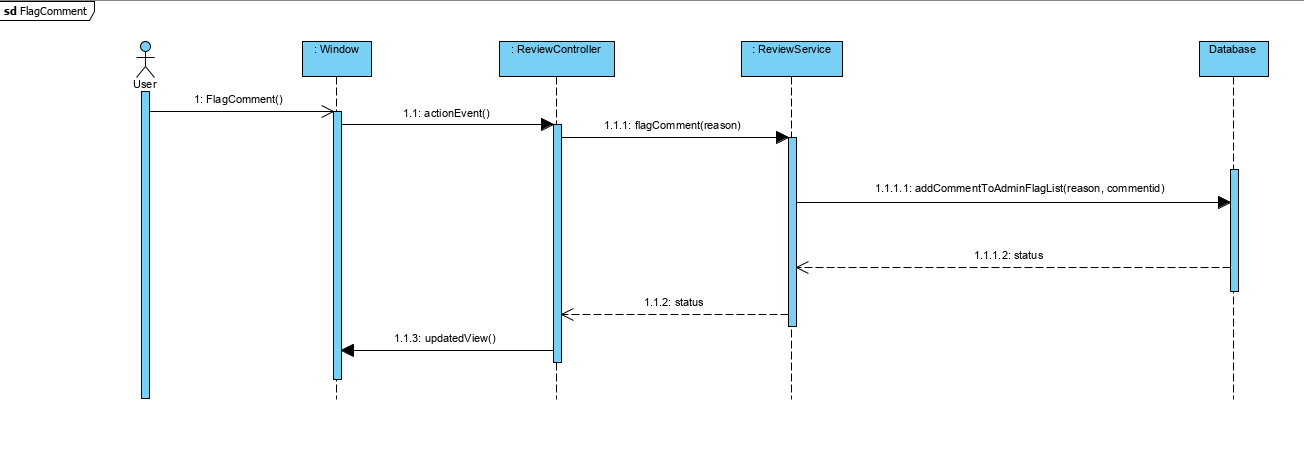 sd FlagComment
: Window
: ReviewController
: ReviewService
Database
User
1: FlagComment()
1.1: actionEvent()
1.1.1: flagComment(reason)
1.1.1.1: addCommentToAdminFlagList(reason, commentid)
1.1.1.2: status
1.1.2: status
1.1.3: updatedView()